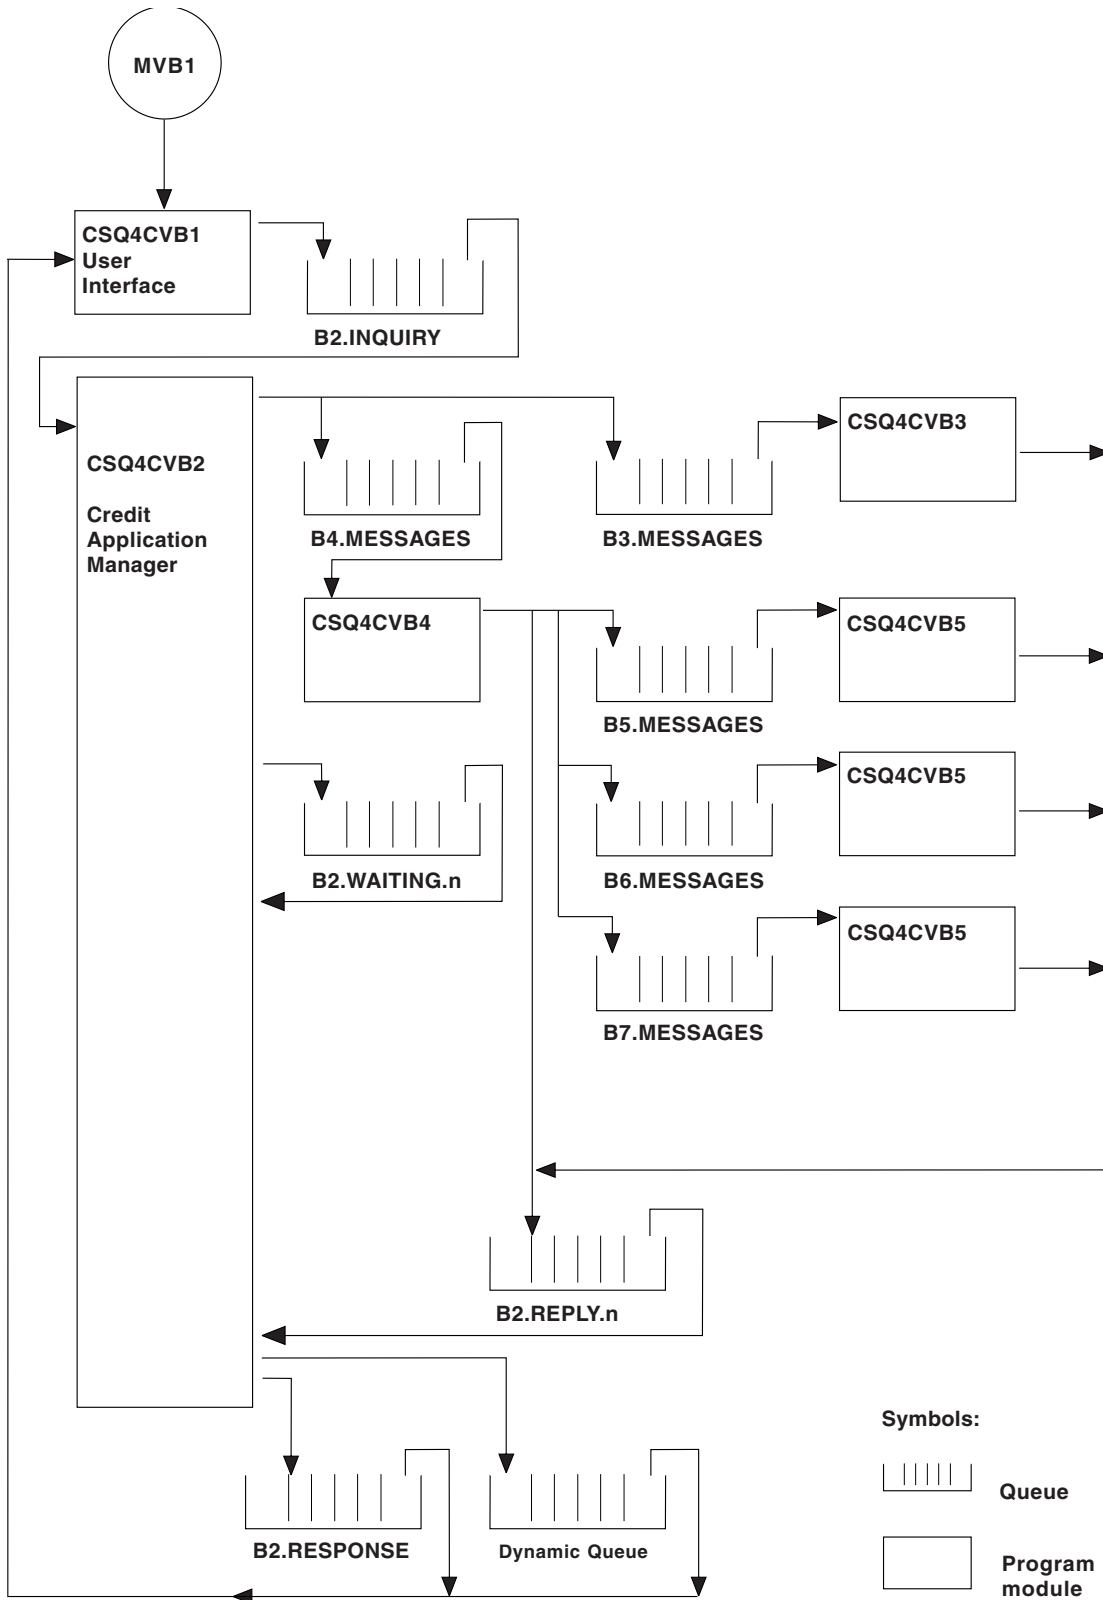 MVB1
CSQ4CVB1
User
Interface
B2.INQUIRY
CSQ4CVB2
Credit
Application
Manager
B4.MESSAGES
B3.MESSAGES
CSQ4CVB3
CSQ4CVB4
B5.MESSAGES
CSQ4CVB5
B2.WAITING.n
B6.MESSAGES
CSQ4CVB5
B7.MESSAGES
CSQ4CVB5
B2.REPLY.n
B2.RESPONSE
Dynamic Queue
Symbols:
Queue
Program
module